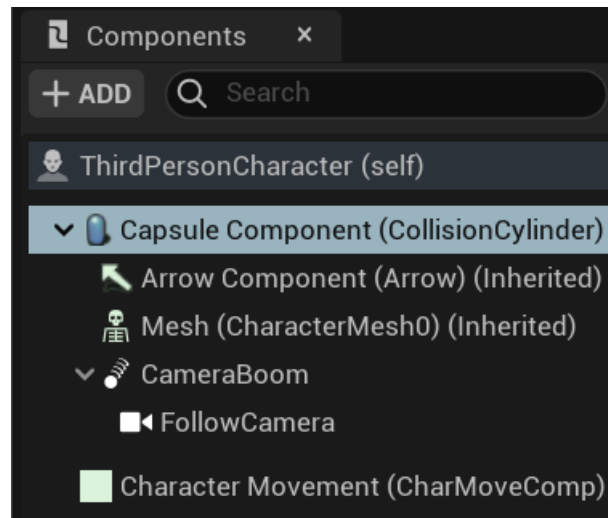 Components ×
+ ADD Search
ThirdPersonCharacter (self)
Capsule Component (CollisionCylinder)
Arrow Component (Arrow) (Inherited)
Mesh (CharacterMesh0) (Inherited)
CameraBoom
FollowCamera
Character Movement (CharMoveComp)